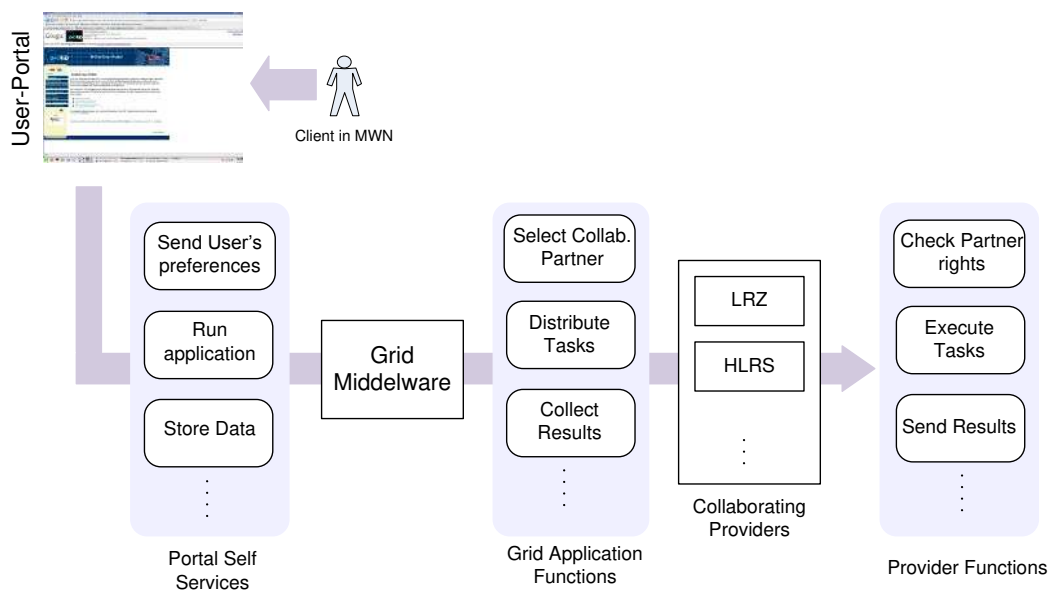 User-Portal
Client in MWN
Send User's
preferences
Run
application
Store Data
Portal Self
Services
Grid
Middelware
Select Collab.
Partner
Distribute
Tasks
Collect
Results
Grid Application
Functions
LRZ
HLRS
Collaborating
Providers
Check Partner
rights
Execute
Tasks
Send Results
Provider Functions